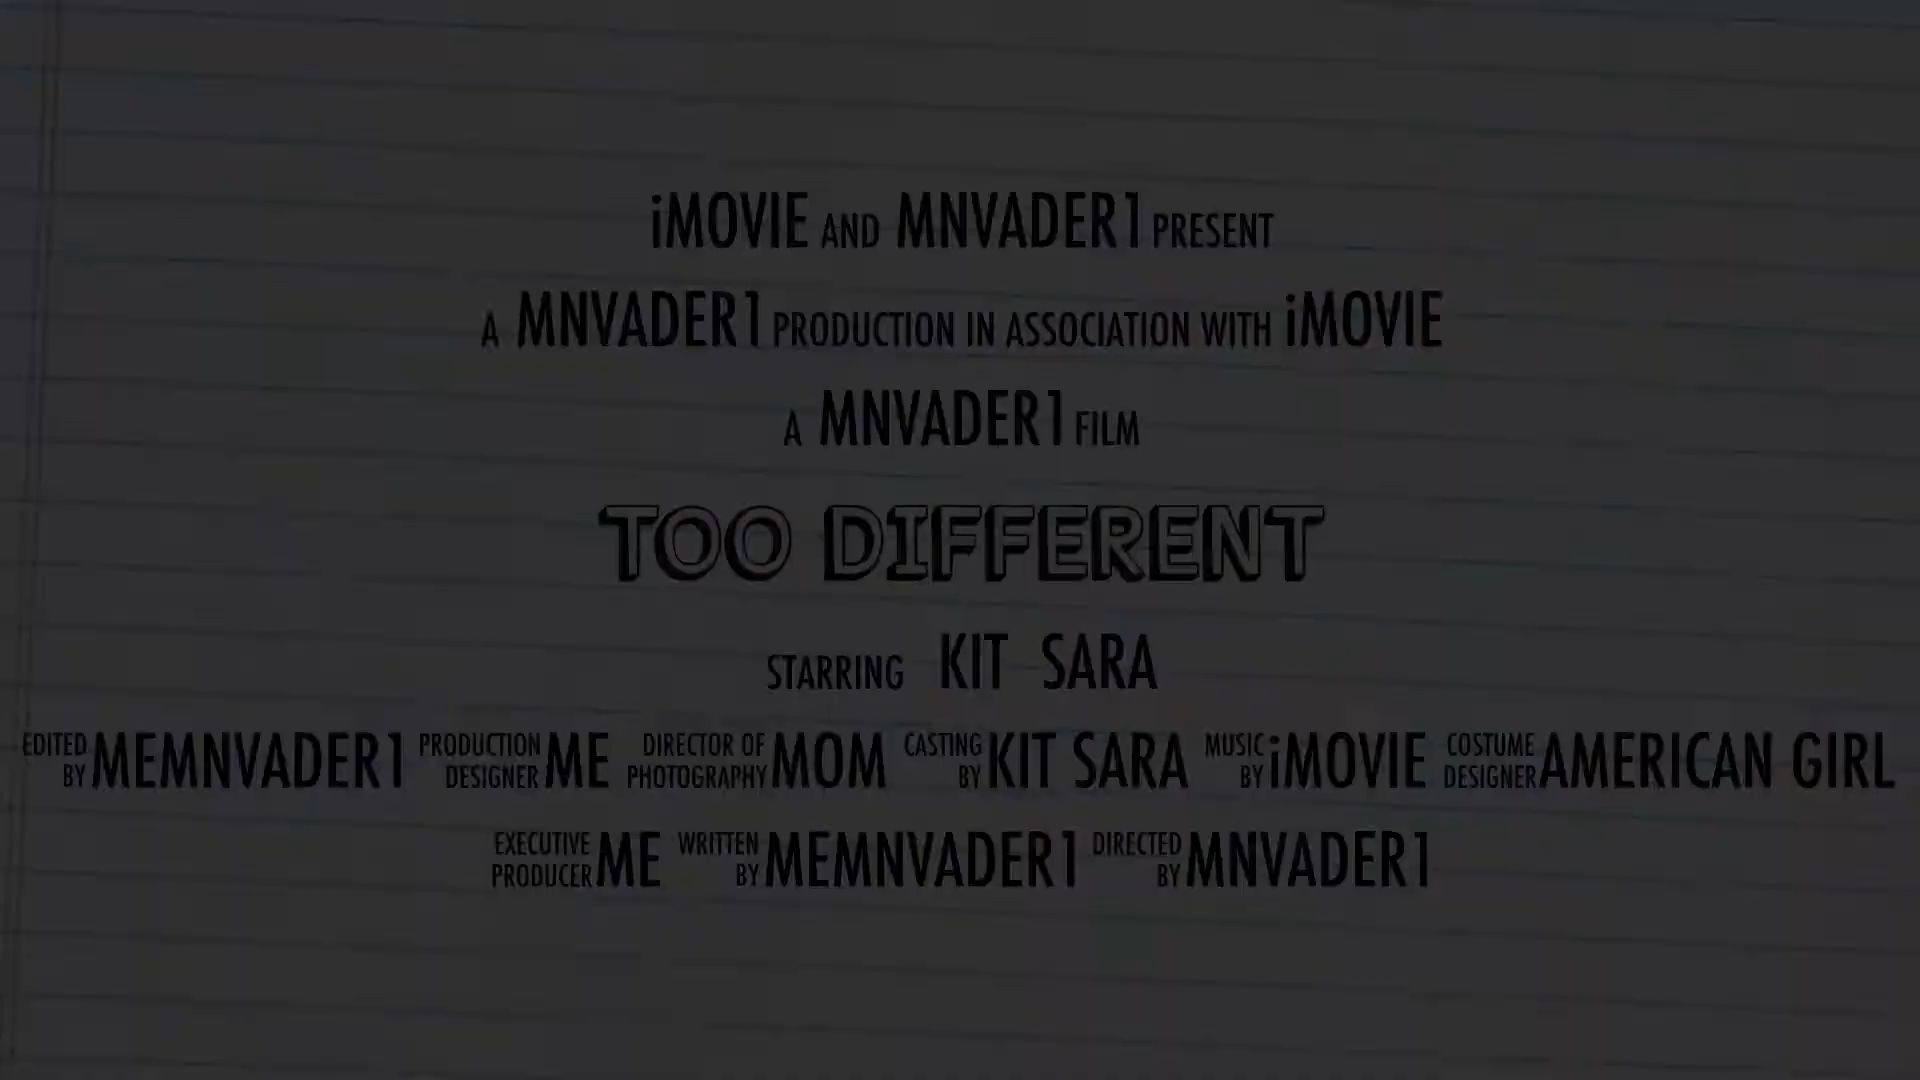 iMOVIE AND MNVADER1 PRESENT
A MNVADER1 PRODUCTION IN ASSOCIATION WITH iMOVIE
A MNVADER1 FILM
TOO DIFFERENT
STARRING KIT SARA
EDITED BY MEMNVADER1 PRODUCTION DESIGNER ME DIRECTOR OF PHOTOGRAPHY MOM CASTING BY KIT SARA MUSIC BY iMOVIE COSTUME DESIGNER AMERICAN GIRL
EXECUTIVE PRODUCER ME WRITTEN BY MEMNVADER1 DIRECTED BY MNVADER1